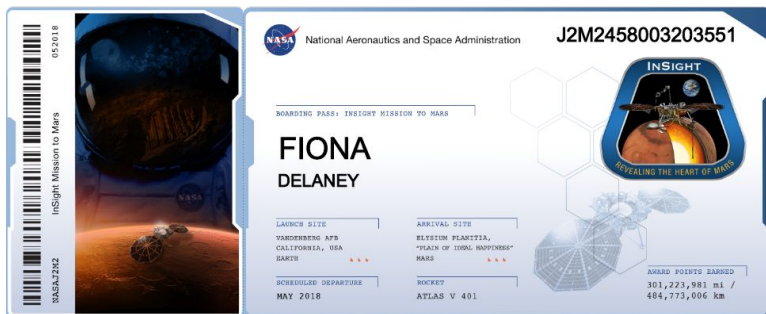 052018
InSight Mission to Mars
NASAJ2M2
NASA
NASA
National Aeronautics and Space Administration
J2M2458003203551
INSIGHT
REVEALING THE HEART OF MARS
BOARDING PASS: INSIGHT MISSION TO MARS
FIONA
DELANEY
LAUNCH SITE
VANDENBERG AFB
CALIFORNIA, USA
EARTH
ARRIVAL SITE
ELYSIUM PLANITIA,
"PLAIN OF IDEAL HAPPINESS"
MARS
SCHEDULED DEPARTURE
MAY 2018
ROCKET
ATLAS V 401
AWARD POINTS EARNED
301,223,981 mi /
484,773,006 km